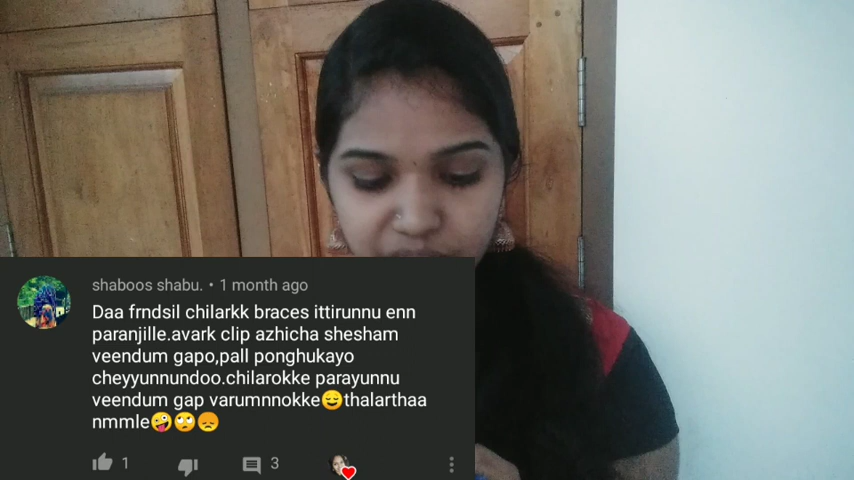 shaboos shabu. • 1 month ago
Daa frndsil chilarkk braces ittirunnu enn
paranjille.avark clip azhicha shesham
veendum gapo,pall ponghukayo
cheyyunnundoo.chilarokke parayunnu
veendum gap varumnnokke😌thalarthaa
nmmle🤪🙄😞
1
3